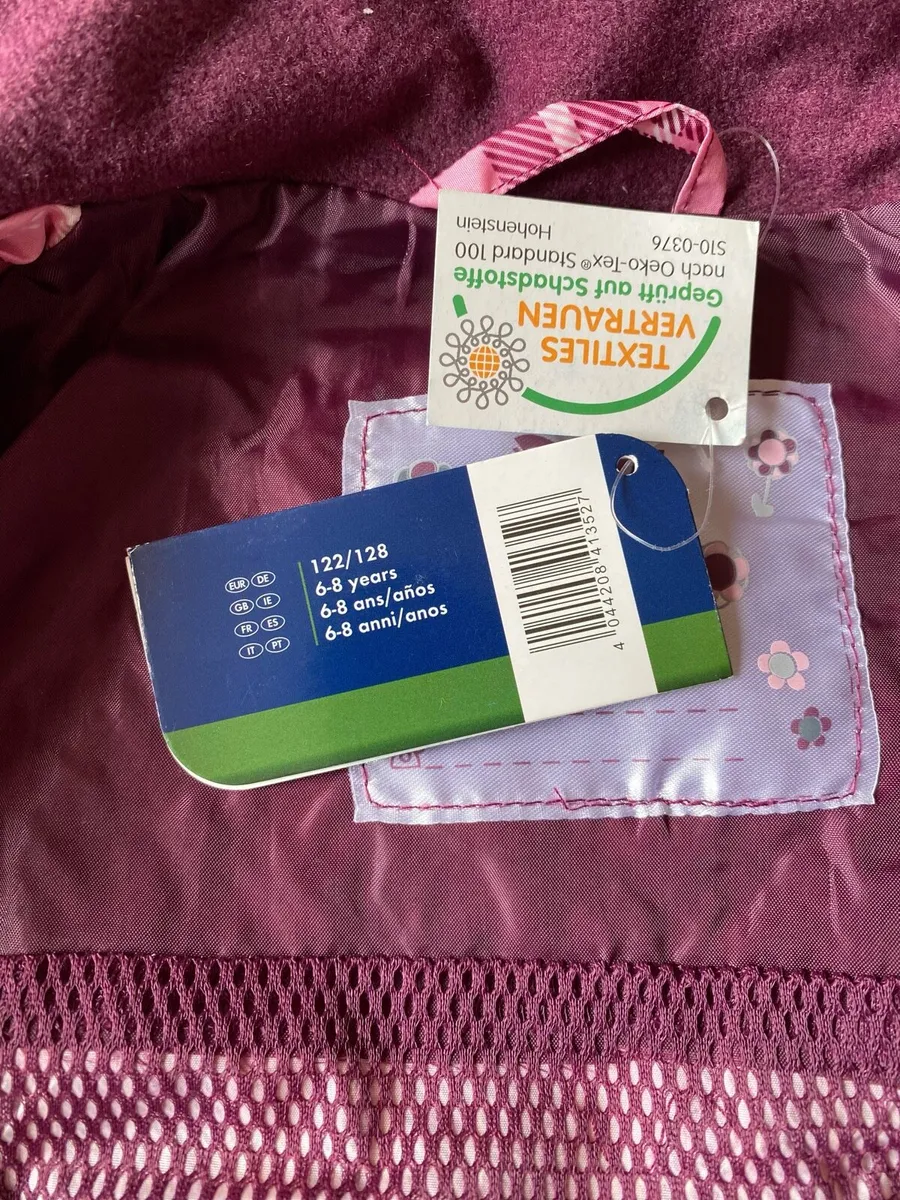 TEXTILES
VERTRAUEN
Geprüft auf Schadstoffe
nach Oeko-Tex® Standard 100
S10-0376
Hohenstein
EUR DE
GB IE
FR ES
IT PT
122/128
6-8 years
6-8 ans/años
6-8 anni/anos
4 044208 413527